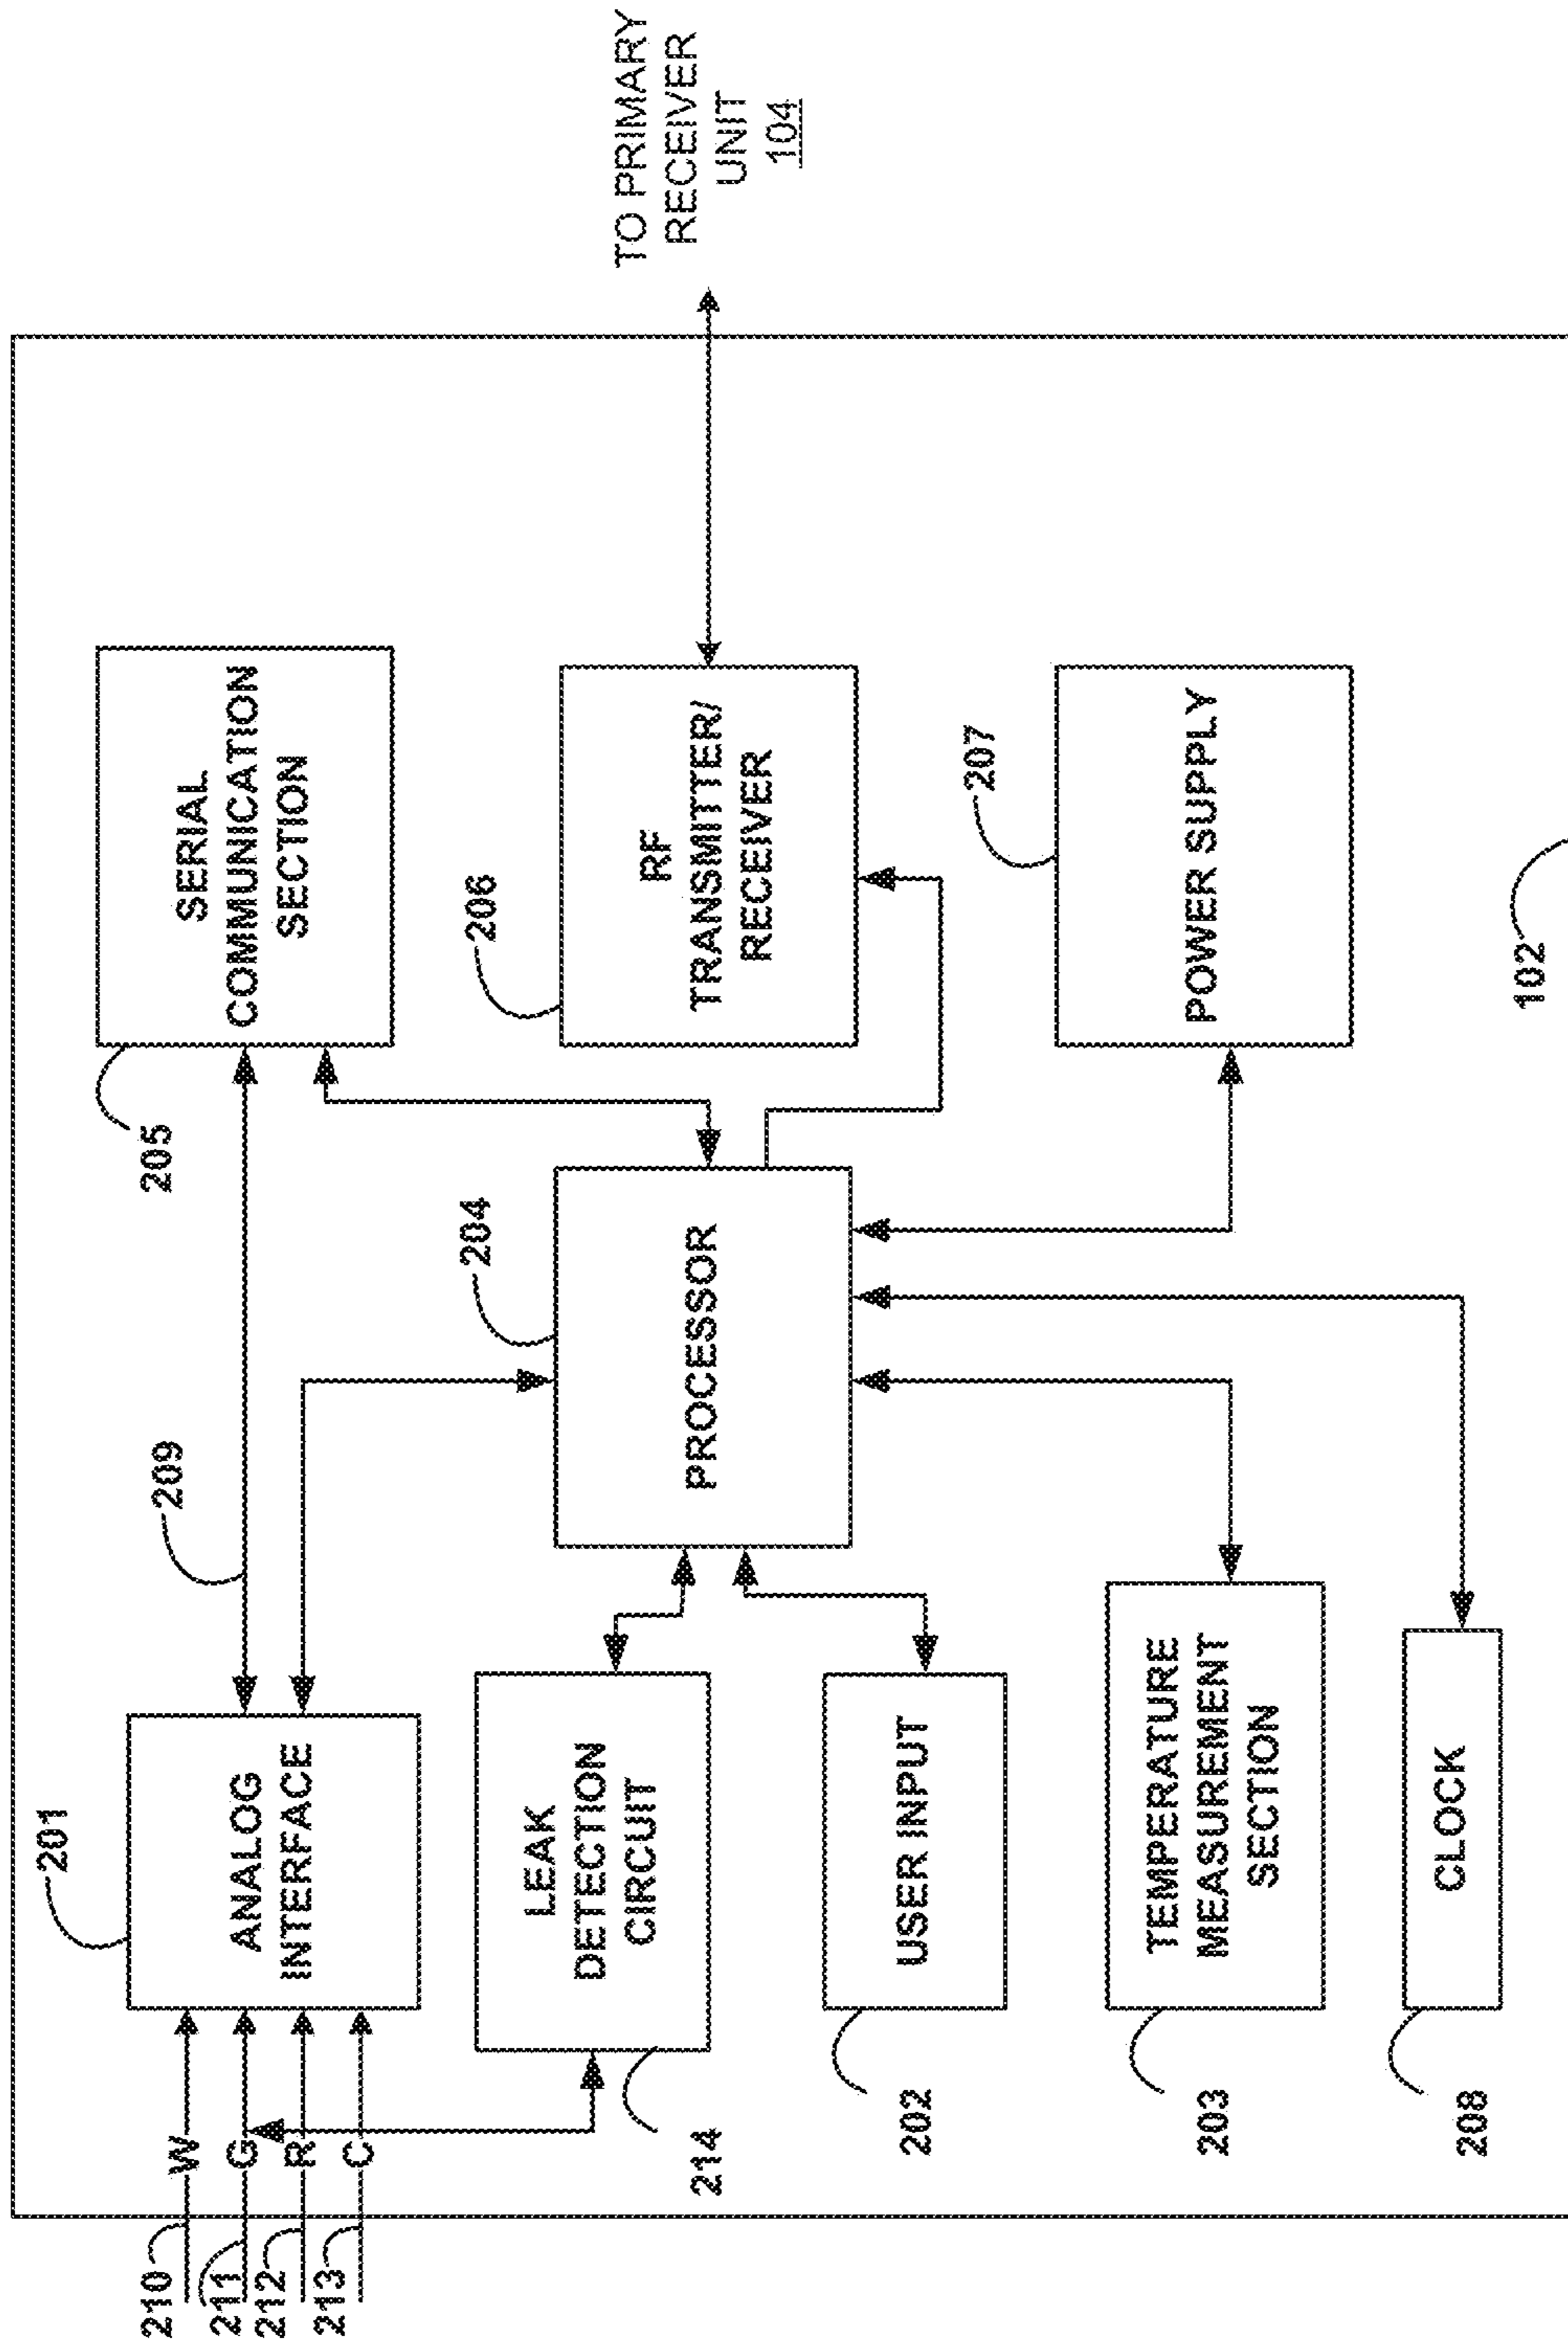 210
W
211
G
212
R
213
C
201
ANALOG
INTERFACE
209
205
SERIAL
COMMUNICATION
SECTION
214
LEAK
DETECTION
CIRCUIT
204
PROCESSOR
206
RF
TRANSMITTER/
RECEIVER
TO PRIMARY
RECEIVER
UNIT
104
202
USER INPUT
207
POWER SUPPLY
203
TEMPERATURE
MEASUREMENT
SECTION
208
CLOCK
102